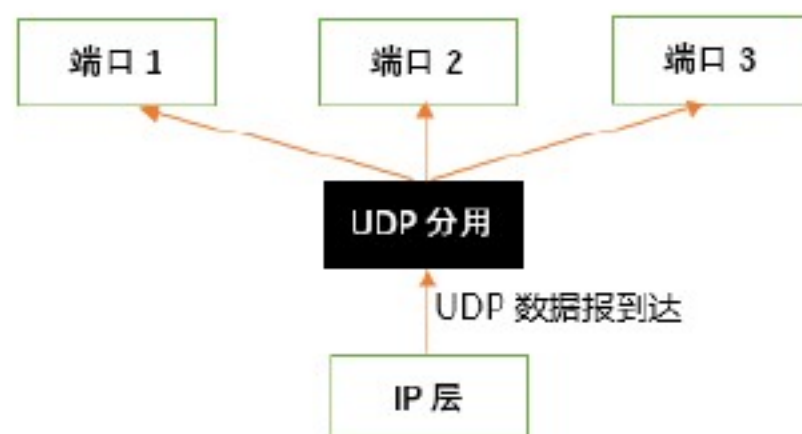 端口 1
端口 2
端口 3
UDP 分用
UDP 数据报到达
IP 层